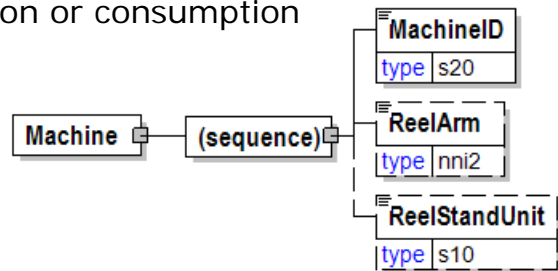 on or consumption
MachineID
type s20
ReelArm
type nni2
Machine (sequence)
ReelStandUnit
type s10